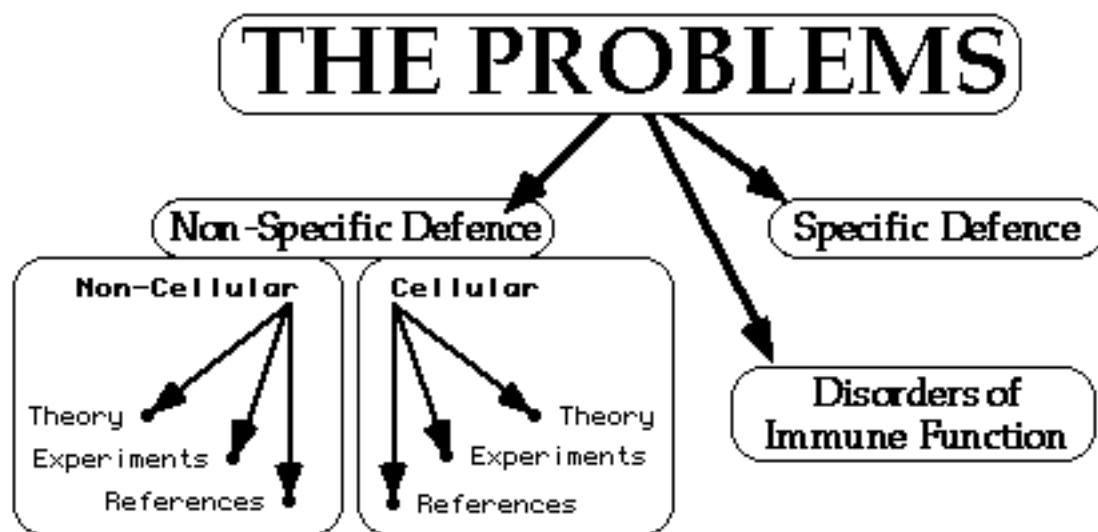 THE PROBLEMS
Non-Specific Defence
Specific Defence
Non-Cellular
Cellular
Theory
Experiments
References
Theory
Experiments
References
Disorders of
Immune Function